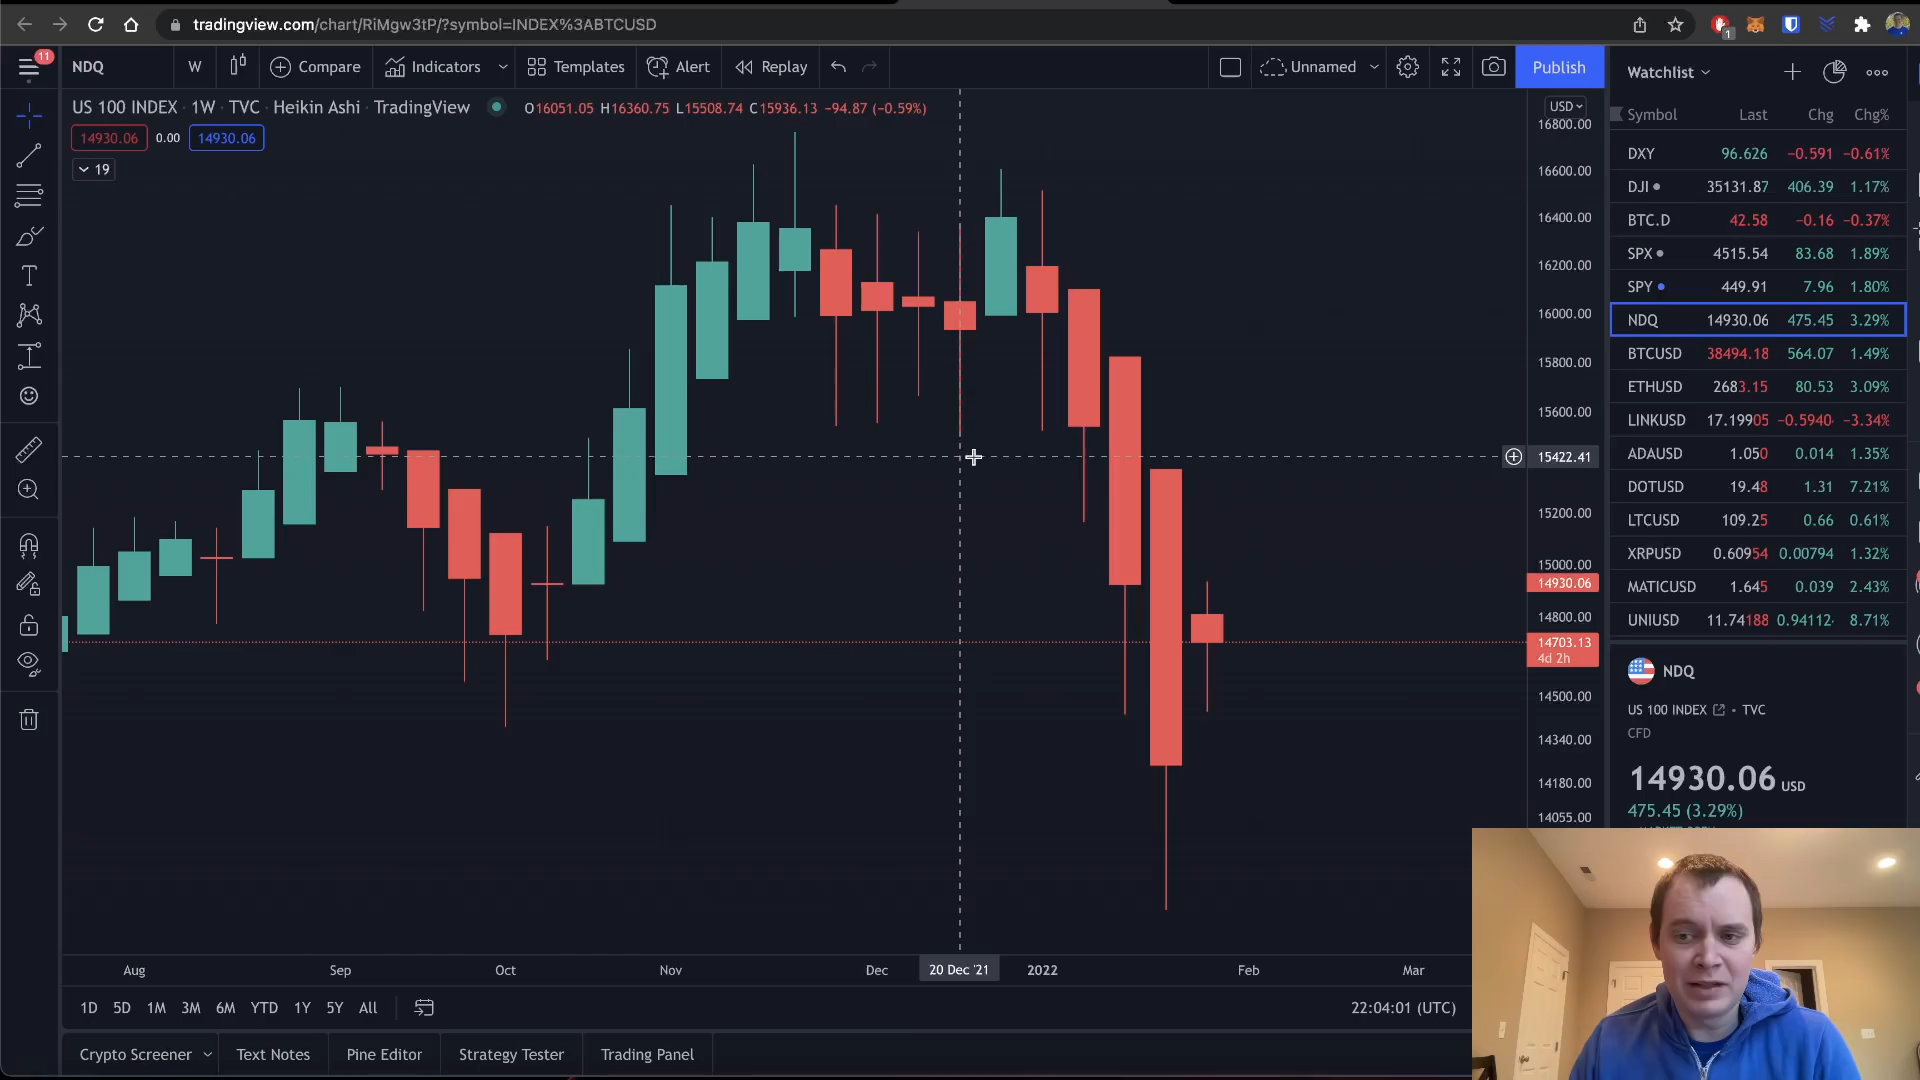 tradingview.com/chart/RiMgw3tP/?symbol=INDEX%3ABTCUSD
1
11
NDQ W Compare Indicators Templates Alert Replay Unnamed Publish
US 100 INDEX · 1W · TVC · Heikin Ashi · TradingView O16051.05 H16360.75 L15508.74 C15936.13 −94.87 (−0.59%)
14930.06 0.00 14930.06
19
USD
16800.00
16600.00
16400.00
16200.00
16000.00
15800.00
15600.00
15422.41
15200.00
15000.00
14930.06
14800.00
14703.13
4d 2h
14500.00
14340.00
14180.00
14055.00
Aug Sep Oct Nov Dec 20 Dec '21 2022 Feb Mar
1D 5D 1M 3M 6M YTD 1Y 5Y All 22:04:01 (UTC)
Crypto Screener Text Notes Pine Editor Strategy Tester Trading Panel
Watchlist
Symbol Last Chg Chg%
DXY 96.626 −0.591 −0.61%
DJI 35131.87 406.39 1.17%
BTC.D 42.58 −0.16 −0.37%
SPX 4515.54 83.68 1.89%
SPY 449.91 7.96 1.80%
NDQ 14930.06 475.45 3.29%
BTCUSD 38494.18 564.07 1.49%
ETHUSD 2683.15 80.53 3.09%
LINKUSD 17.19905 −0.5940 −3.34%
ADAUSD 1.050 0.014 1.35%
DOTUSD 19.48 1.31 7.21%
LTCUSD 109.25 0.66 0.61%
XRPUSD 0.60954 0.00794 1.32%
MATICUSD 1.645 0.039 2.43%
UNIUSD 11.74188 0.94112 8.71%
NDQ
US 100 INDEX · TVC
CFD
14930.06 USD
475.45 (3.29%)